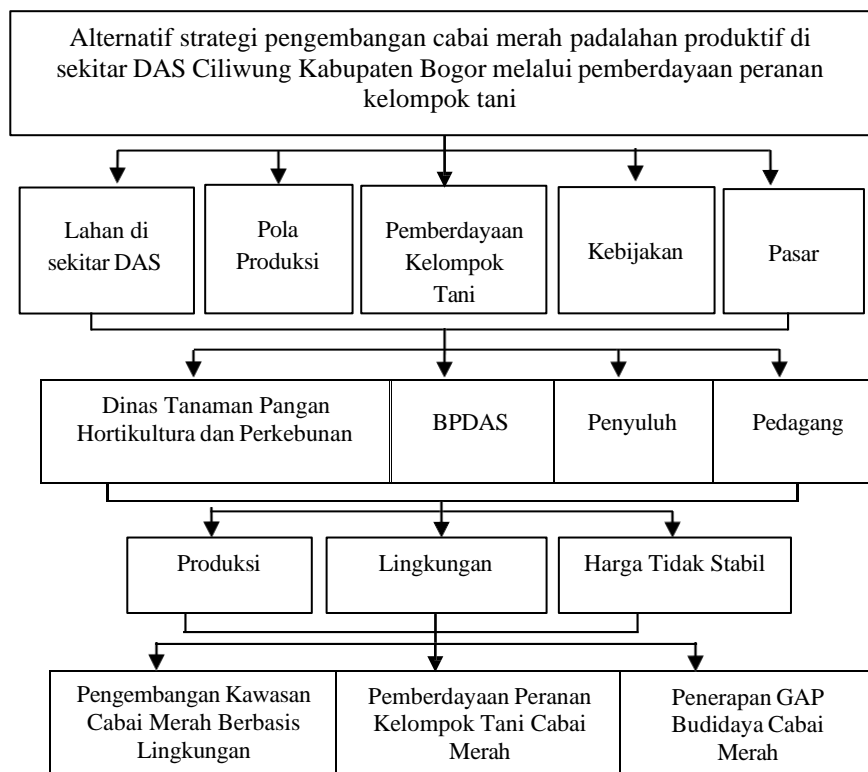 Alternatif strategi pengembangan cabai merah padalahan produktif di
sekitar DAS Ciliwung Kabupaten Bogor melalui pemberdayaan peranan
kelompok tani
Lahan di
sekitar DAS
Pola
Produksi
Pemberdayaan
Kelompok
Tani
Kebijakan
Pasar
Dinas Tanaman Pangan
Hortikultura dan Perkebunan
BPDAS
Penyuluh
Pedagang
Produksi
Lingkungan
Harga Tidak Stabil
Pengembangan Kawasan
Cabai Merah Berbasis
Lingkungan
Pemberdayaan Peranan
Kelompok Tani Cabai
Merah
Penerapan GAP
Budidaya Cabai
Merah